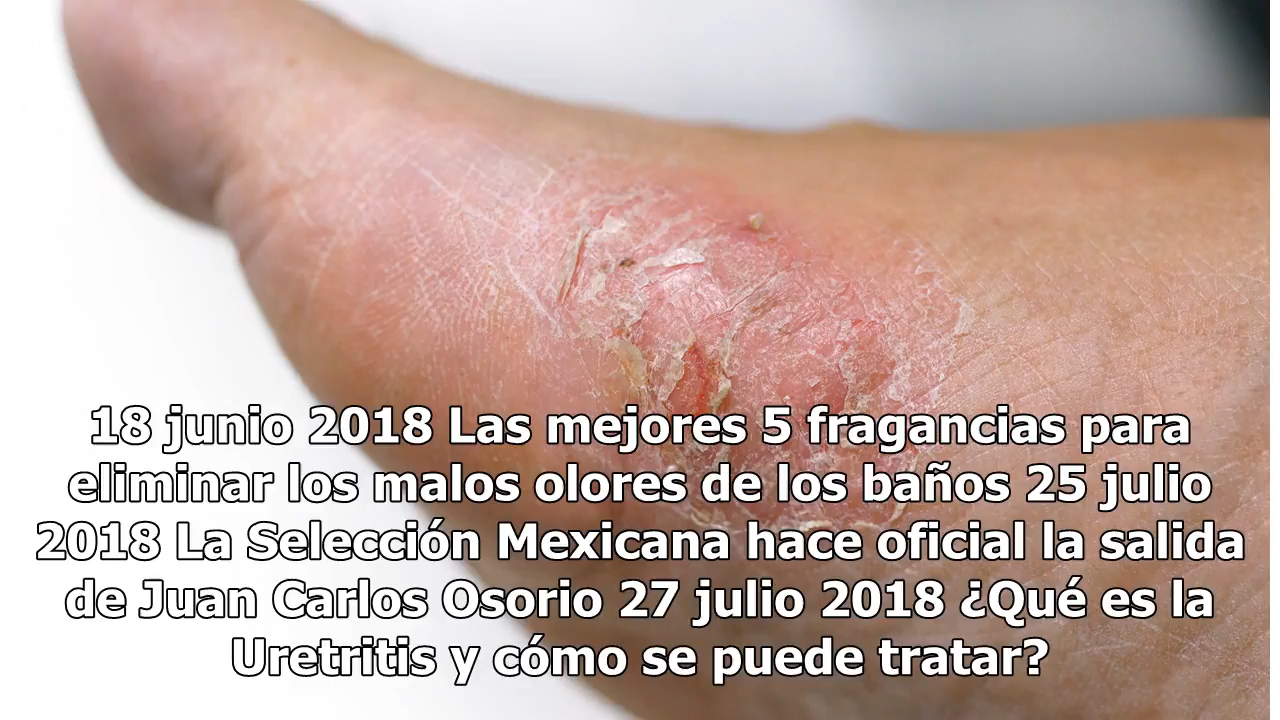 18 junio 2018 Las mejores 5 fragancias para
eliminar los malos olores de los baños 25 julio
2018 La Selección Mexicana hace oficial la salida
de Juan Carlos Osorio 27 julio 2018 ¿Qué es la
Uretritis y cómo se puede tratar?